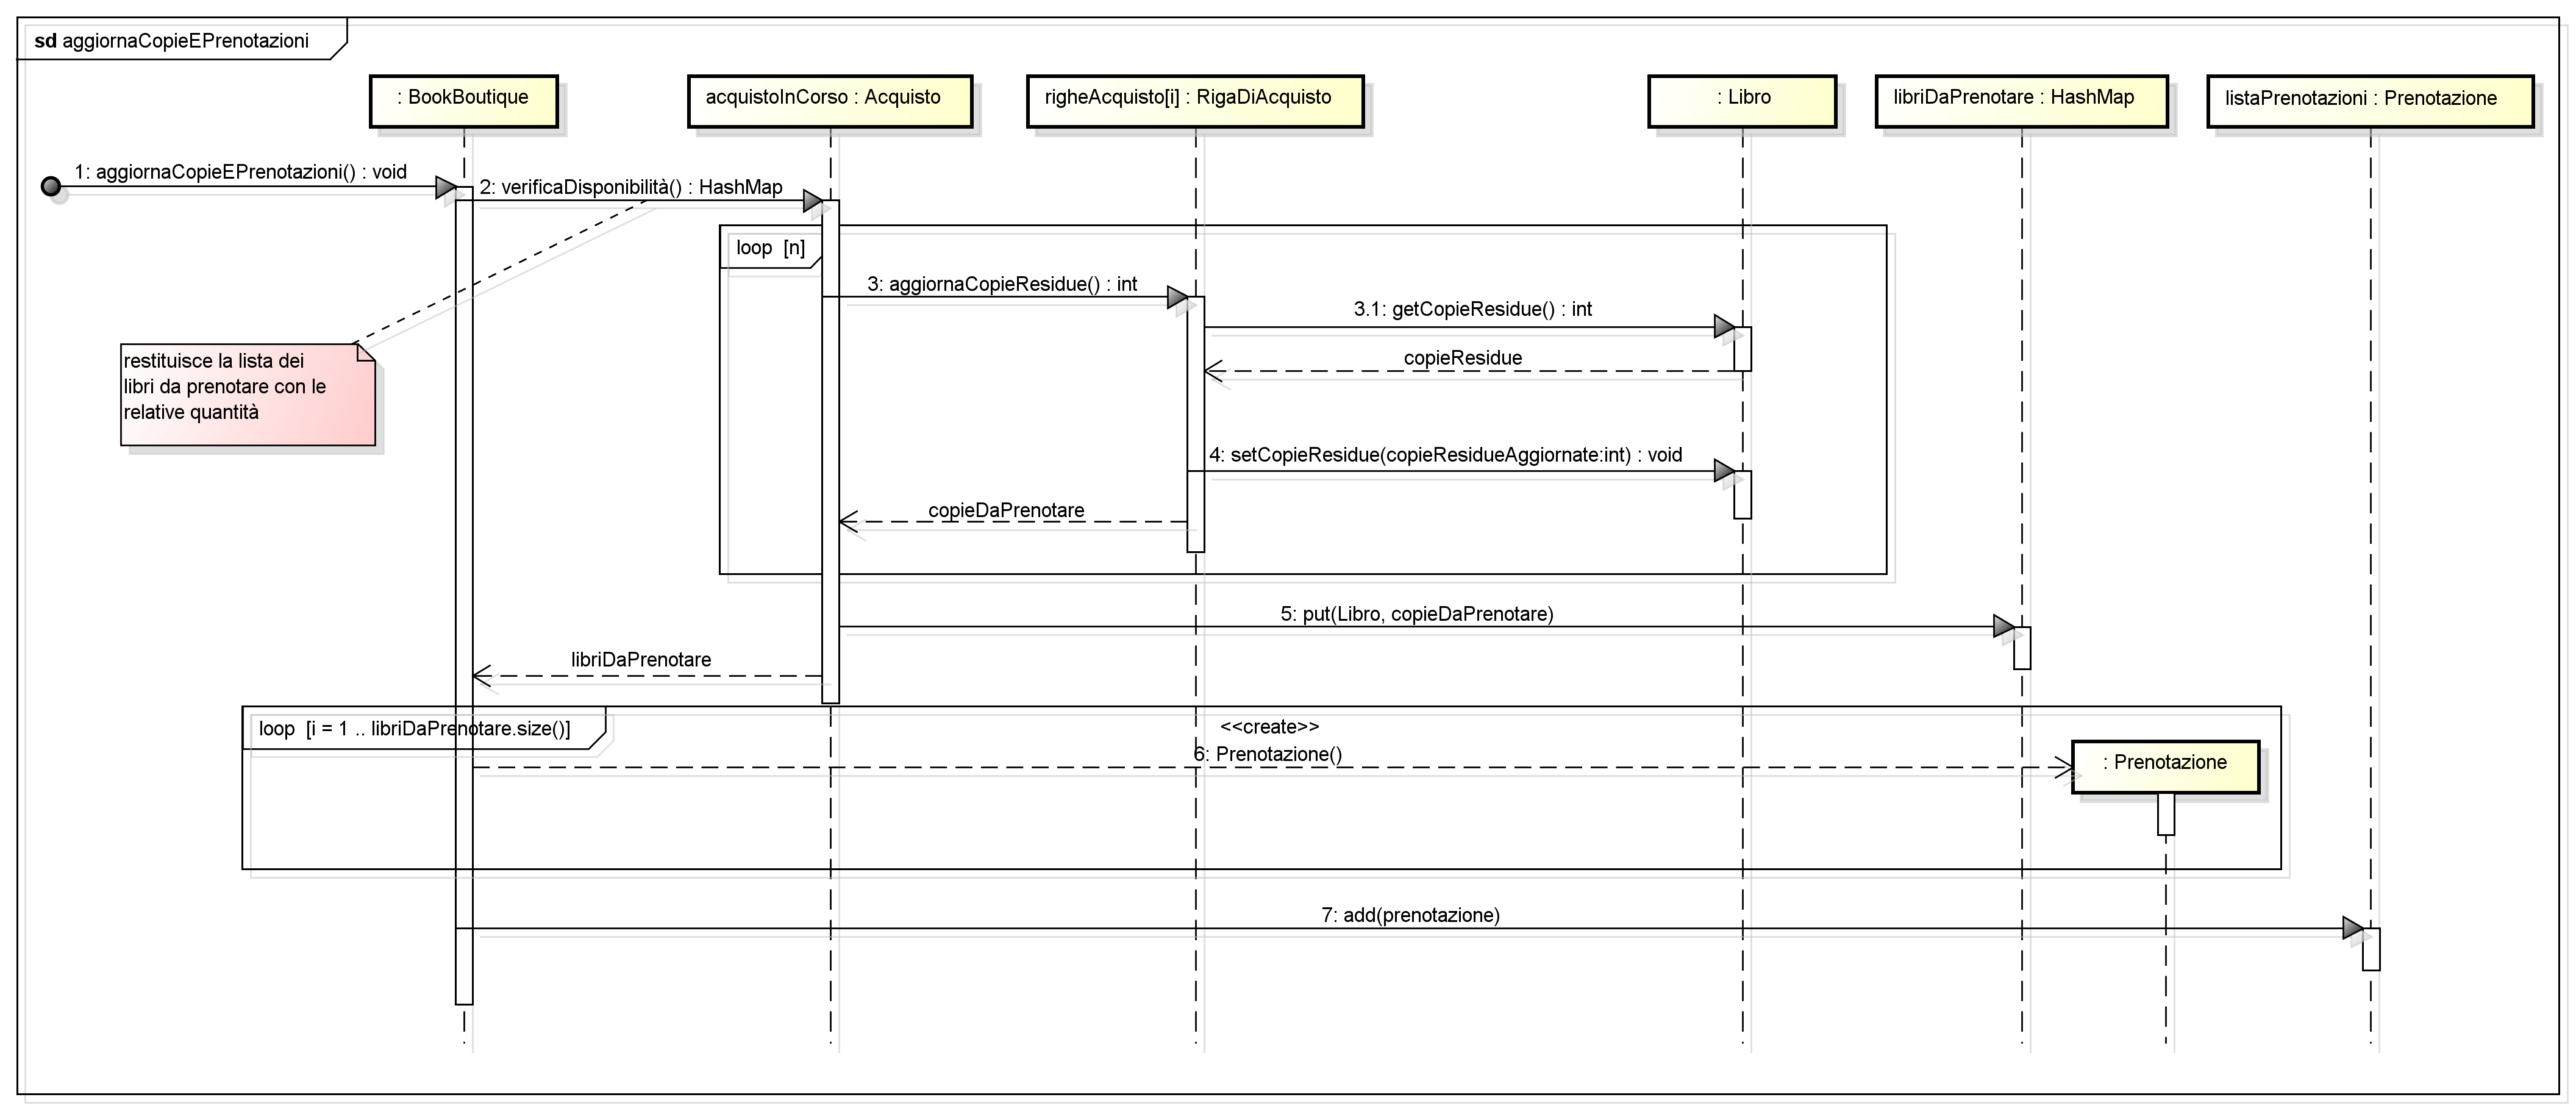 sd aggiornaCopieEPrenotazioni
: BookBoutique
acquistoInCorso : Acquisto
righeAcquisto[i] : RigaDiAcquisto
: Libro
libriDaPrenotare : HashMap
listaPrenotazioni : Prenotazione
1: aggiornaCopieEPrenotazioni() : void
2: verificaDisponibilità() : HashMap
loop [n]
3: aggiornaCopieResidue() : int
3.1: getCopieResidue() : int
copieResidue
restituisce la lista dei
libri da prenotare con le
relative quantità
4: setCopieResidue(copieResidueAggiornate:int) : void
copieDaPrenotare
5: put(Libro, copieDaPrenotare)
libriDaPrenotare
loop [i = 1 .. libriDaPrenotare.size()]
<<create>>
6: Prenotazione()
: Prenotazione
7: add(prenotazione)